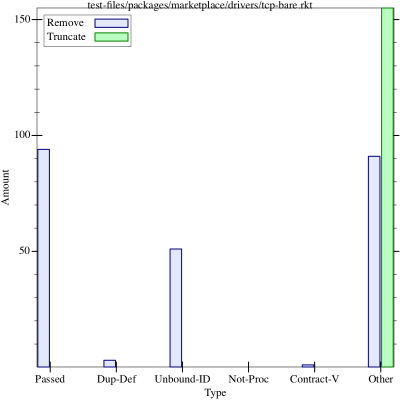 test-files/packages/marketplace/drivers/tcp-bare.rkt
150
Remove
Truncate
100
Amount
50
Passed Dup-Def Unbound-ID Not-Proc Contract-V Other
Type